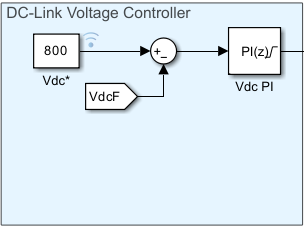 DC-Link Voltage Controller
800
Vdc*
+
−
VdcF
PI(z)
Vdc PI